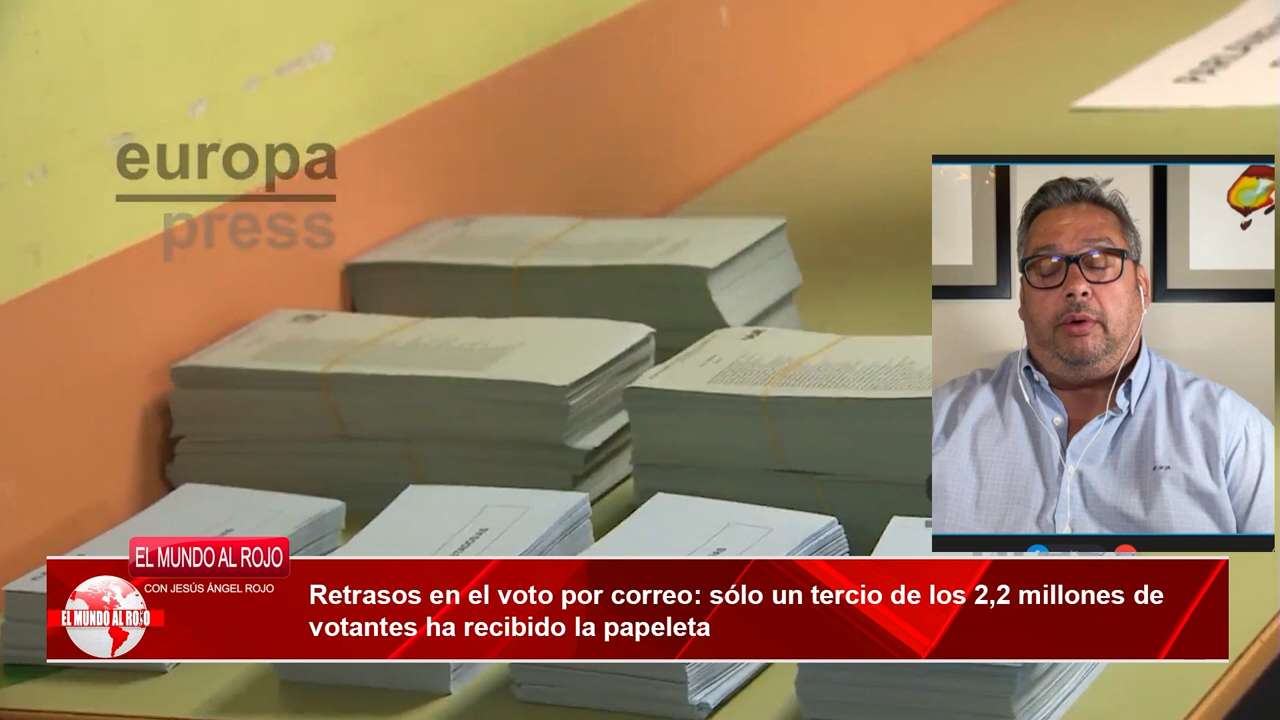 europa
press
EL MUNDO AL ROJO
CON JESÚS ÁNGEL ROJO
EL MUNDO AL ROJO
Retrasos en el voto por correo: sólo un tercio de los 2,2 millones de
votantes ha recibido la papeleta